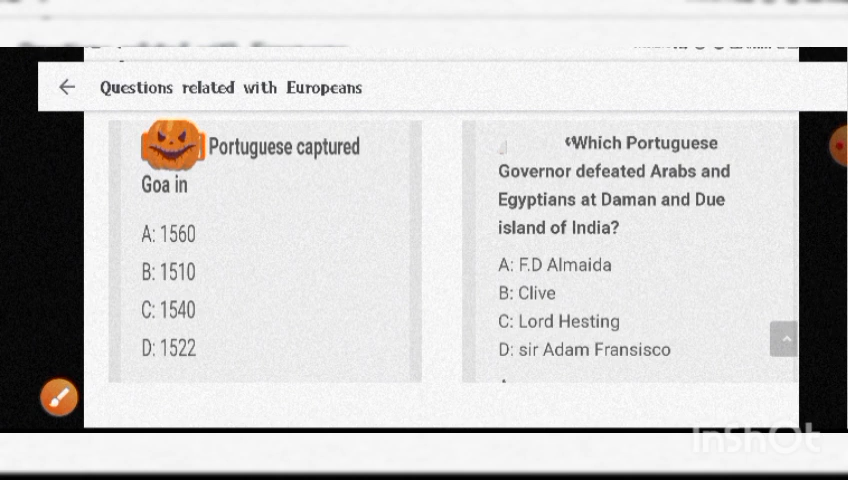 Questions related with Europeans
Portuguese captured
Goa in
A: 1560
B: 1510
C: 1540
D: 1522
Which Portuguese
Governor defeated Arabs and
Egyptians at Daman and Due
island of India?
A: F.D Almaida
B: Clive
C: Lord Hesting
D: sir Adam Fransisco
InShOt